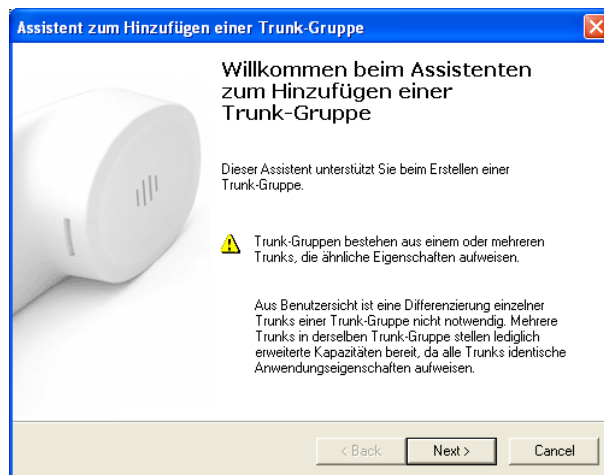 Assistent zum Hinzufügen einer Trunk-Gruppe
Willkommen beim Assistenten
zum Hinzufügen einer
Trunk-Gruppe
Dieser Assistent unterstützt Sie beim Erstellen einer
Trunk-Gruppe.
Trunk-Gruppen bestehen aus einem oder mehreren
Trunks, die ähnliche Eigenschaften aufweisen.
Aus Benutzersicht ist eine Differenzierung einzelner
Trunks einer Trunk-Gruppe nicht notwendig. Mehrere
Trunks in derselben Trunk-Gruppe stellen lediglich
erweiterte Kapazitäten bereit, da alle Trunks identische
Anwendungseigenschaften aufweisen.
< Back Next > Cancel